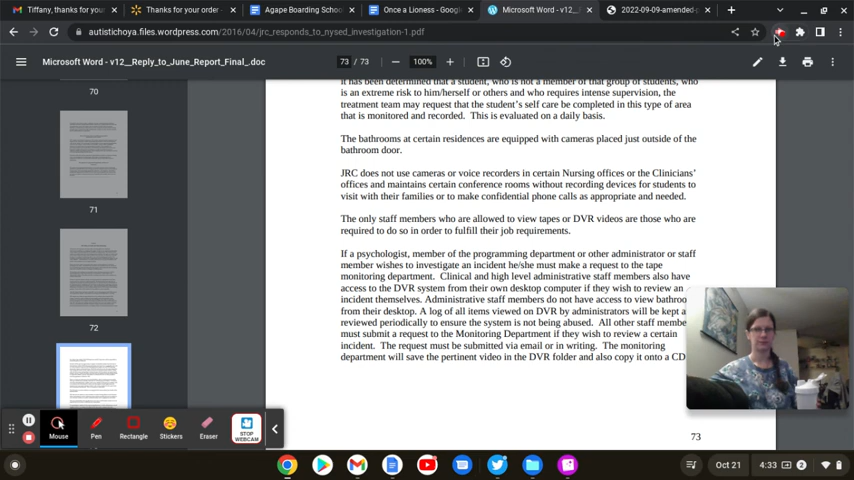 Tiffany, thanks for your
Thanks for your order -
Agape Boarding School
Once a Lioness - Google
Microsoft Word - v12_
2022-09-09-amended-p
autistichoya.files.wordpress.com/2016/04/jrc_responds_to_nysed_investigation-1.pdf
Microsoft Word - v12__Reply_to_June_Report_Final_.doc
73 / 73
100%
70
71
72
it has been determined that a student, who is not a member of that group of students, who
is an extreme risk to him/herself or others and who requires intense supervision, the
treatment team may request that the student's self care be completed in this type of area
that is monitored and recorded. This is evaluated on a daily basis.
The bathrooms at certain residences are equipped with cameras placed just outside of the
bathroom door.
JRC does not use cameras or voice recorders in certain Nursing offices or the Clinicians'
offices and maintains certain conference rooms without recording devices for students to
visit with their families or to make confidential phone calls as appropriate and needed.
The only staff members who are allowed to view tapes or DVR videos are those who are
required to do so in order to fulfill their job requirements.
If a psychologist, member of the programming department or other administrator or staff
member wishes to investigate an incident he/she must make a request to the tape
monitoring department. Clinical and high level administrative staff members also have
access to the DVR system from their own desktop computer if they wish to review an
incident themselves. Administrative staff members do not have access to view bathroo
from their desktop. A log of all items viewed on DVR by administrators will be kept a
reviewed periodically to ensure the system is not being abused. All other staff membe
must submit a request to the Monitoring Department if they wish to review a certain
incident. The request must be submitted via email or in writing. The monitoring
department will save the pertinent video in the DVR folder and also copy it onto a CD
73
Mouse
Pen
Rectangle
Stickers
Eraser
STOP
WEBCAM
Oct 21
4:33
2